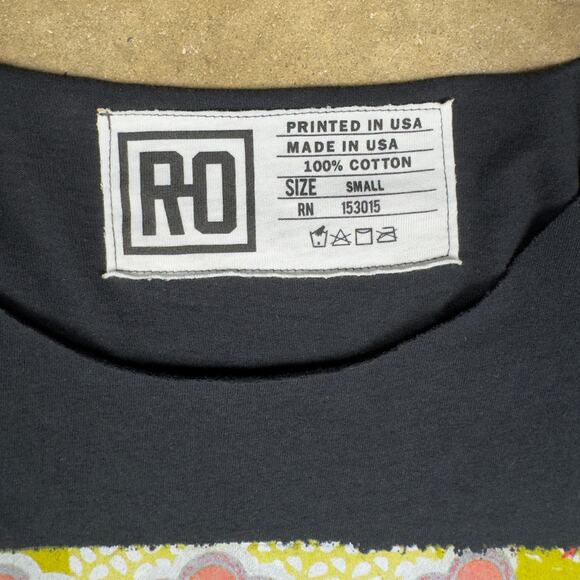 R-O
PRINTED IN USA
MADE IN USA
100% COTTON
SIZE SMALL
RN 153015